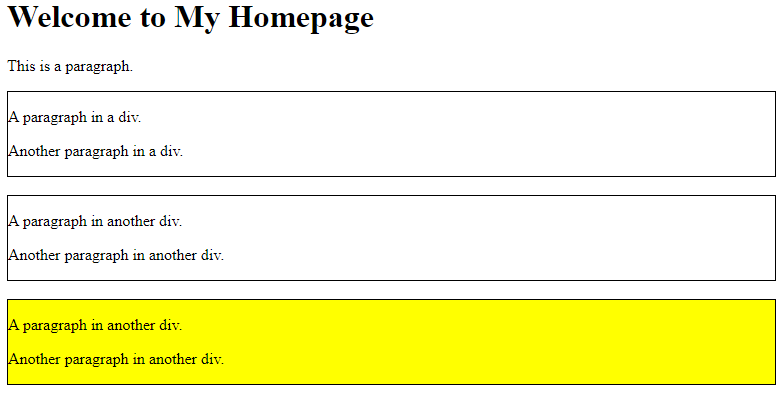 Welcome to My Homepage
This is a paragraph.
A paragraph in a div.
Another paragraph in a div.
A paragraph in another div.
Another paragraph in another div.
A paragraph in another div.
Another paragraph in another div.